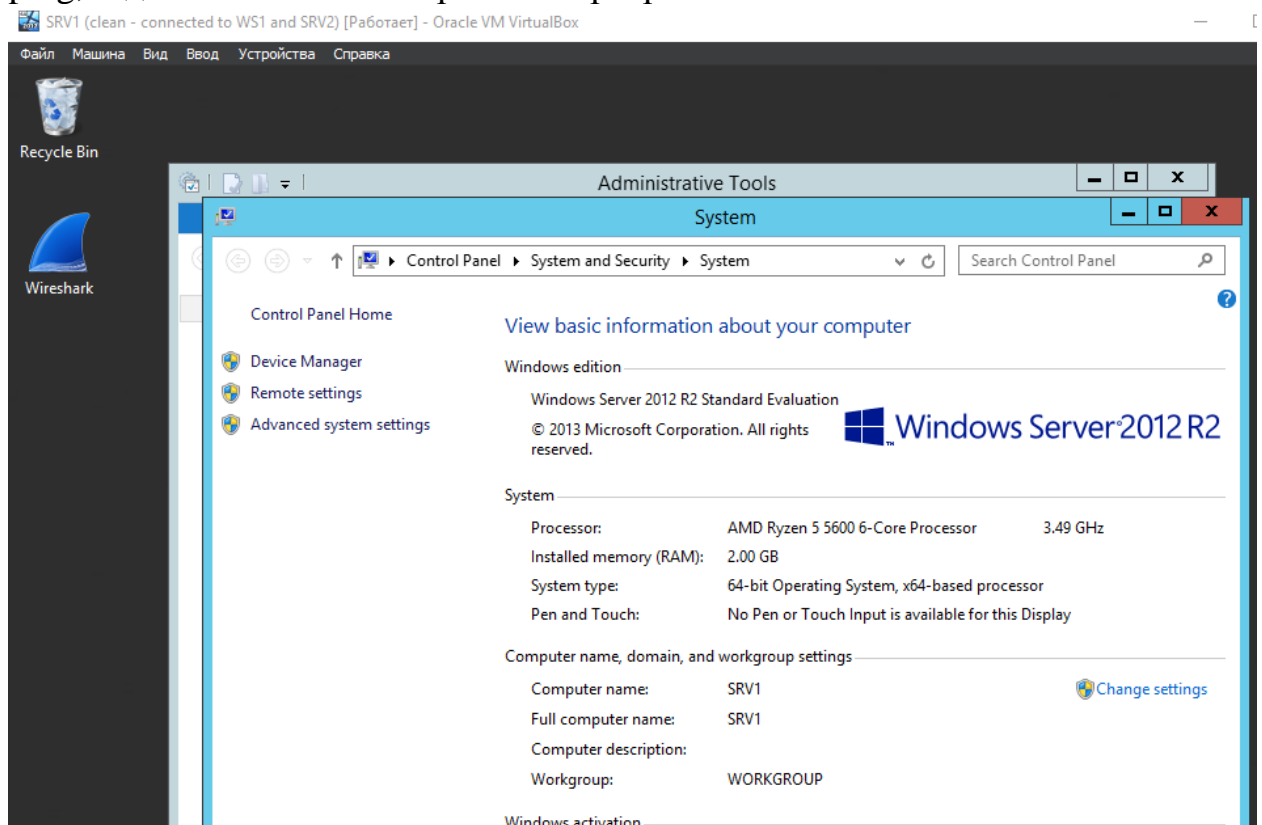 SRV1 (clean - connected to WS1 and SRV2) [Работает] - Oracle VM VirtualBox
Файл Машина Вид Ввод Устройства Справка
Recycle Bin
Administrative Tools
System
Control Panel System and Security System
Search Control Panel
Wireshark
Control Panel Home
Device Manager
Remote settings
Advanced system settings
View basic information about your computer
Windows edition
Windows Server 2012 R2 Standard Evaluation
© 2013 Microsoft Corporation. All rights
reserved.
Windows Server 2012 R2
System
Processor: AMD Ryzen 5 5600 6-Core Processor 3.49 GHz
Installed memory (RAM): 2.00 GB
System type: 64-bit Operating System, x64-based processor
Pen and Touch: No Pen or Touch Input is available for this Display
Computer name, domain, and workgroup settings
Computer name: SRV1
Change settings
Full computer name: SRV1
Computer description:
Workgroup: WORKGROUP
Windows activation